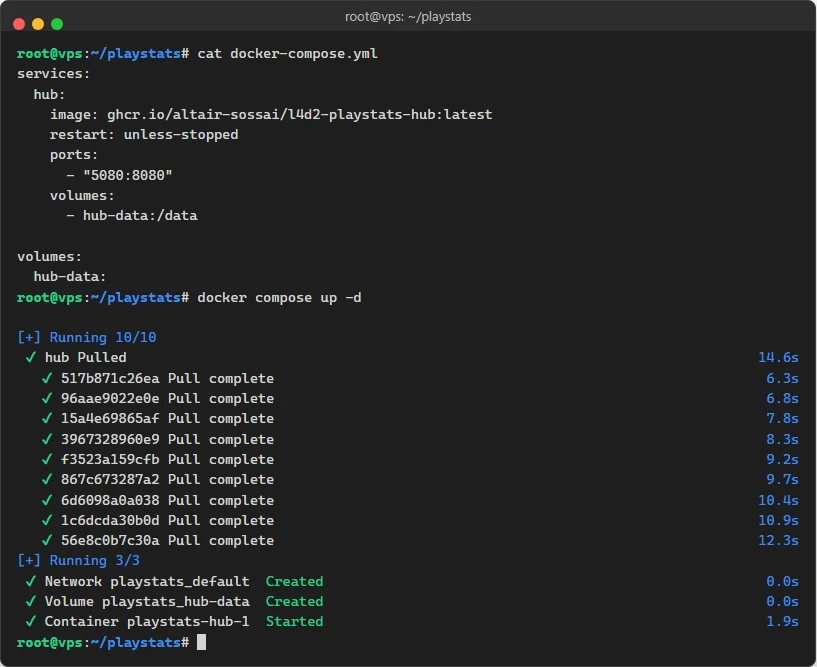 root@vps: ~/playstats
root@vps:~/playstats# cat docker-compose.yml
services:
  hub:
    image: ghcr.io/altair-sossai/l4d2-playstats-hub:latest
    restart: unless-stopped
    ports:
      - "5080:8080"
    volumes:
      - hub-data:/data

volumes:
  hub-data:
root@vps:~/playstats# docker compose up -d

[+] Running 10/10
 ✓ hub Pulled 14.6s
   ✓ 517b871c26ea Pull complete 6.3s
   ✓ 96aae9022e0e Pull complete 6.8s
   ✓ 15a4e69865af Pull complete 7.8s
   ✓ 3967328960e9 Pull complete 8.3s
   ✓ f3523a159cfb Pull complete 9.2s
   ✓ 867c673287a2 Pull complete 9.7s
   ✓ 6d6098a0a038 Pull complete 10.4s
   ✓ 1c6dcda30b0d Pull complete 10.9s
   ✓ 56e8c0b7c30a Pull complete 12.3s
[+] Running 3/3
 ✓ Network playstats_default  Created 0.0s
 ✓ Volume playstats_hub-data  Created 0.0s
 ✓ Container playstats-hub-1  Started 1.9s
root@vps:~/playstats#